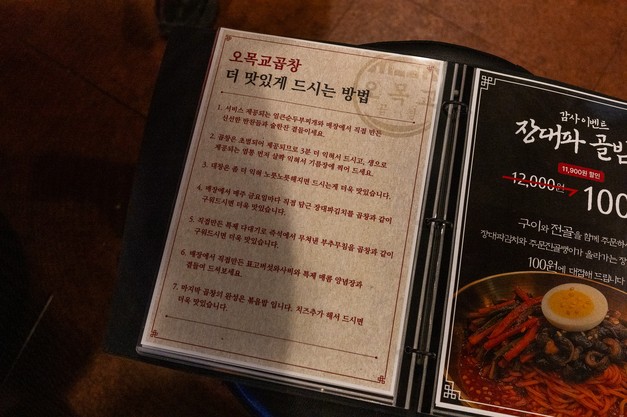 오목교곱창
더 맛있게 드시는 방법
1. 서비스 제공되는 얼큰순두부찌개와 매장에서 직접 만든
신선한 반찬들과 술한잔 곁들이세요.
2. 곱창은 초벌되어 제공되므로 3분 더 익혀서 드시고, 생으로
제공되는 염통 먼저 살짝 익혀서 기름장에 찍어 드세요.
3. 대창은 좀 더 익혀 노릇노릇해지면 드시는게 더욱 맛있습니다.
4. 매장에서 매주 금요일마다 직접 담근 장대파김치를 곱창과 같이
구워드시면 더욱 맛있습니다.
5. 직접만든 특제 다대기로 즉석에서 무쳐낸 부추무침을 곱창과 같이
구워드시면 더욱 맛있습니다.
6. 매장에서 직접만든 표고버섯와사비와 특제 매콤 양념장과
곁들여 드셔보세요.
7. 마지막 곱창의 완성은 볶음밥 입니다. 치즈추가 해서 드시면
더욱 맛있습니다.
오목교
감사이벤트
장대파 골빔
11,900원 할인
12,000원
100
구이와 전골을 함께 주문하
장대파김치와 주문진골뱅이 올라가는 장
100원에 대접해 드립니다